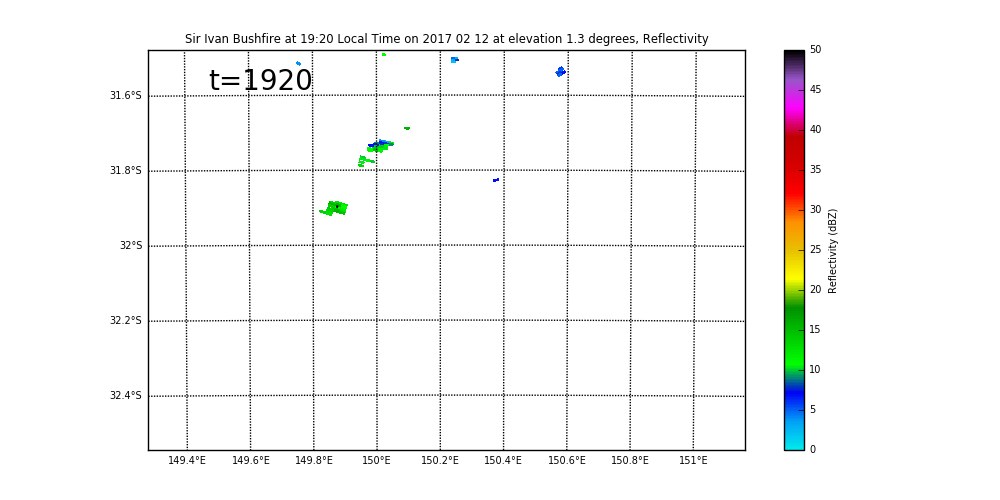 Sir Ivan Bushfire at 19:20 Local Time on 2017 02 12 at elevation 1.3 degrees, Reflectivity
t=1920
31.6°S
31.8°S
32°S
32.2°S
32.4°S
149.4°E 149.6°E 149.8°E 150°E 150.2°E 150.4°E 150.6°E 150.8°E 151°E
50
45
40
35
30
25
20
15
10
5
0
Reflectivity (dBZ)